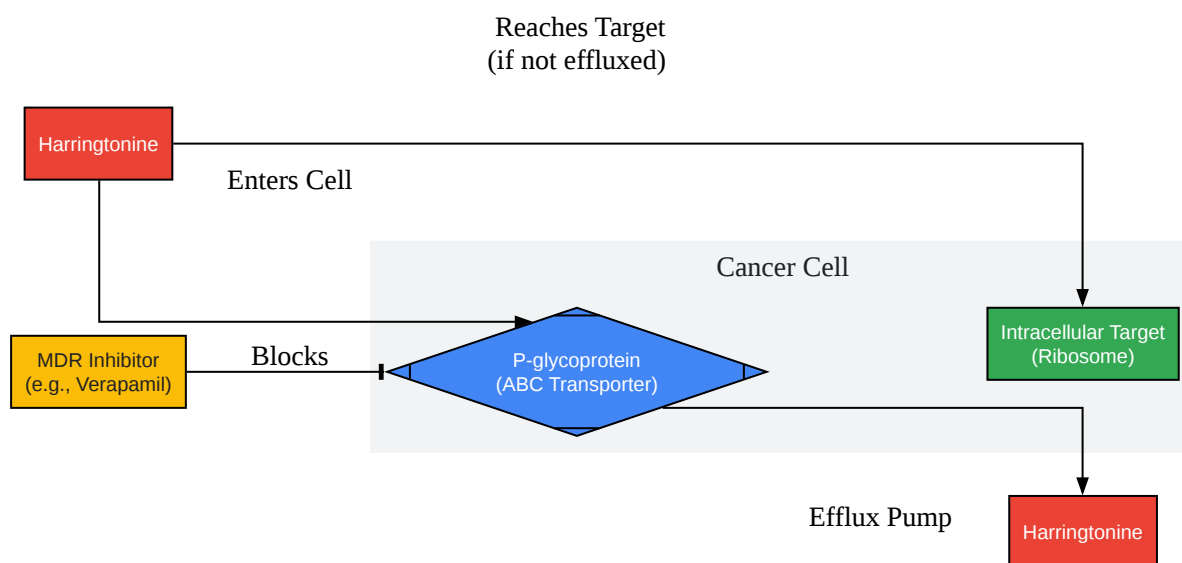 Reaches Target
(if not effluxed)
Harringtonine
Enters Cell
Cancer Cell
Intracellular Target
(Ribosome)
MDR Inhibitor
(e.g., Verapamil)
Blocks
P-glycoprotein
(ABC Transporter)
Efflux Pump
Harringtonine